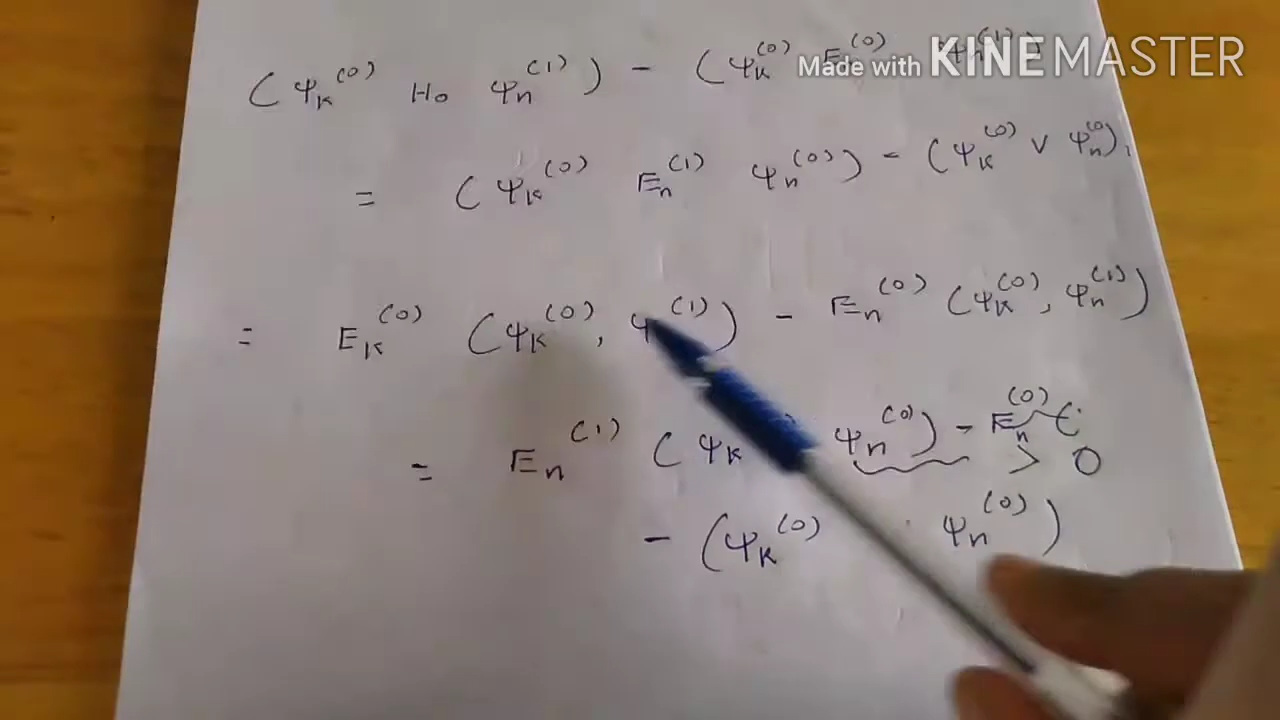 Made with KINEMASTER
( Ψk^(0) H₀ Ψn^(1) ) - ( Ψk^(0) E^(0)
= ( Ψk^(0) En^(1) Ψn^(0) ) - ( Ψk^(0) V Ψn^(0) ),
= Ek^(0) ( Ψk^(0), Ψ^(1) ) - En^(0) ( Ψk^(0), Ψn^(1) )
= En^(1) ( Ψk Ψn^(0) ) - En^(0) (
> 0
- ( Ψk^(0) Ψn^(0) )